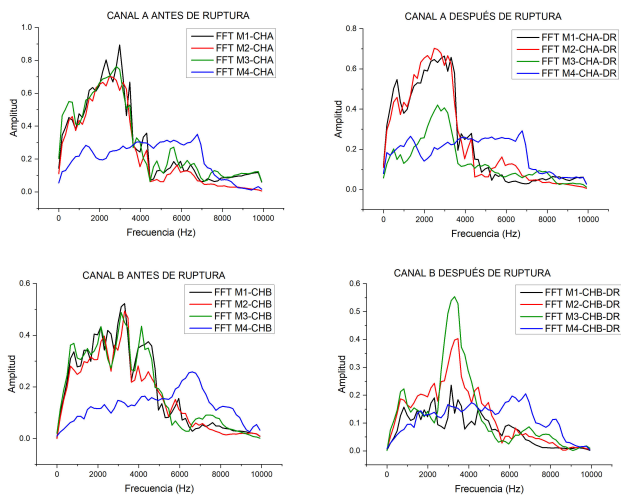 CANAL A ANTES DE RUPTURA
FFT M1-CHA
FFT M2-CHA
FFT M3-CHA
FFT M4-CHA
Amplitud
1.0
0.8
0.6
0.4
0.2
0.0
0 2000 4000 6000 8000 10000
Frecuencia (Hz)
CANAL A DESPUÉS DE RUPTURA
FFT M1-CHA-DR
FFT M2-CHA-DR
FFT M3-CHA-DR
FFT M4-CHA-DR
Amplitud
0.8
0.6
0.4
0.2
0.0
0 2000 4000 6000 8000 10000
Frecuencia (Hz)
CANAL B ANTES DE RUPTURA
FFT M1-CHB
FFT M2-CHB
FFT M3-CHB
FFT M4-CHB
Amplitud
0.6
0.4
0.2
0.0
0 2000 4000 6000 8000 10000
Frecuencia (Hz)
CANAL B DESPUÉS DE RUPTURA
FFT M1-CHB-DR
FFT M2-CHB-DR
FFT M3-CHB-DR
FFT M4-CHB-DR
Amplitud
0.6
0.5
0.4
0.3
0.2
0.1
0.0
0 2000 4000 6000 8000 10000
Frecuencia (Hz)